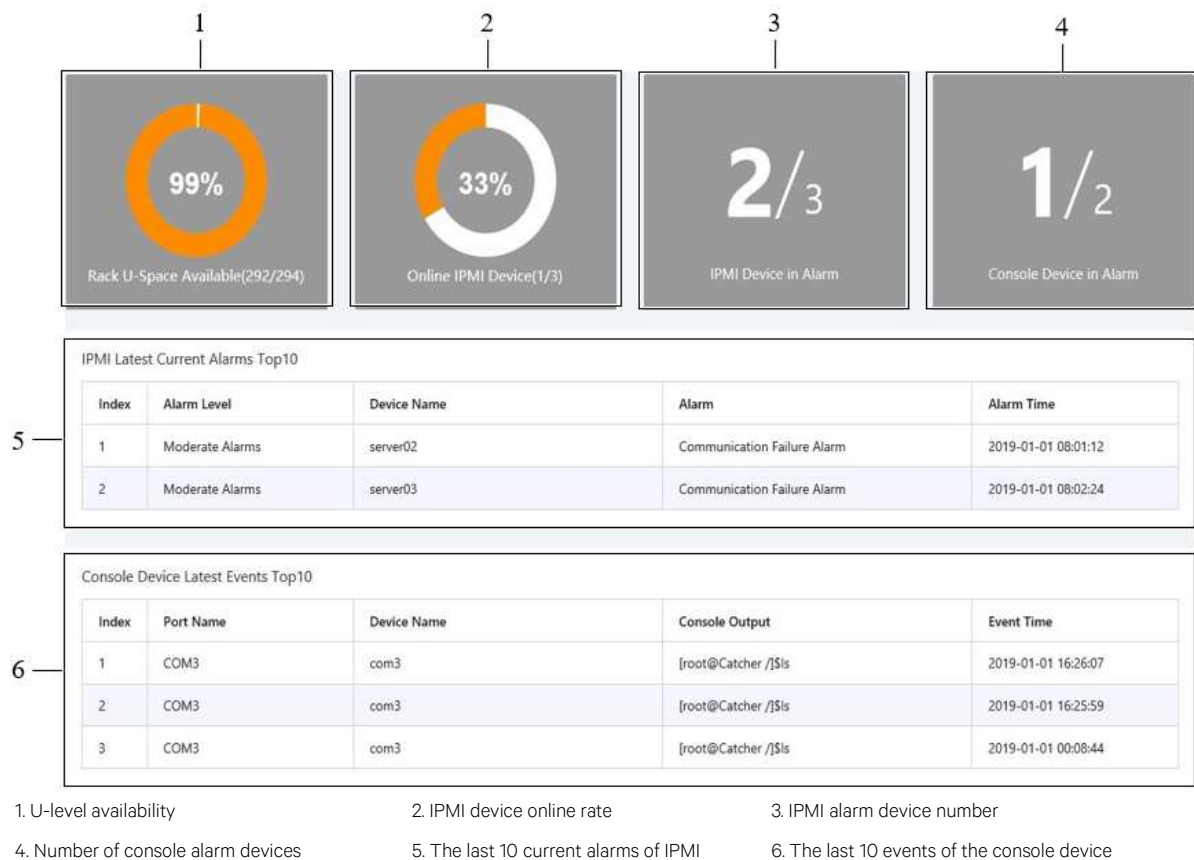 1 2 3 4
99%
33%
2/3
1/2
Rack U-Space Available(292/294)
Online IPMI Device(1/3)
IPMI Device in Alarm
Console Device in Alarm
IPMI Latest Current Alarms Top10
Index Alarm Level Device Name Alarm Alarm Time
5
1 Moderate Alarms server02 Communication Failure Alarm 2019-01-01 08:01:12
2 Moderate Alarms server03 Communication Failure Alarm 2019-01-01 08:02:24
Console Device Latest Events Top10
Index Port Name Device Name Console Output Event Time
6
1 COM3 com3 [root@Catcher /]$ls 2019-01-01 16:26:07
2 COM3 com3 [root@Catcher /]$ls 2019-01-01 16:25:59
3 COM3 com3 [root@Catcher /]$ls 2019-01-01 00:08:44
1. U-level availability 2. IPMI device online rate 3. IPMI alarm device number
4. Number of console alarm devices 5. The last 10 current alarms of IPMI 6. The last 10 events of the console device